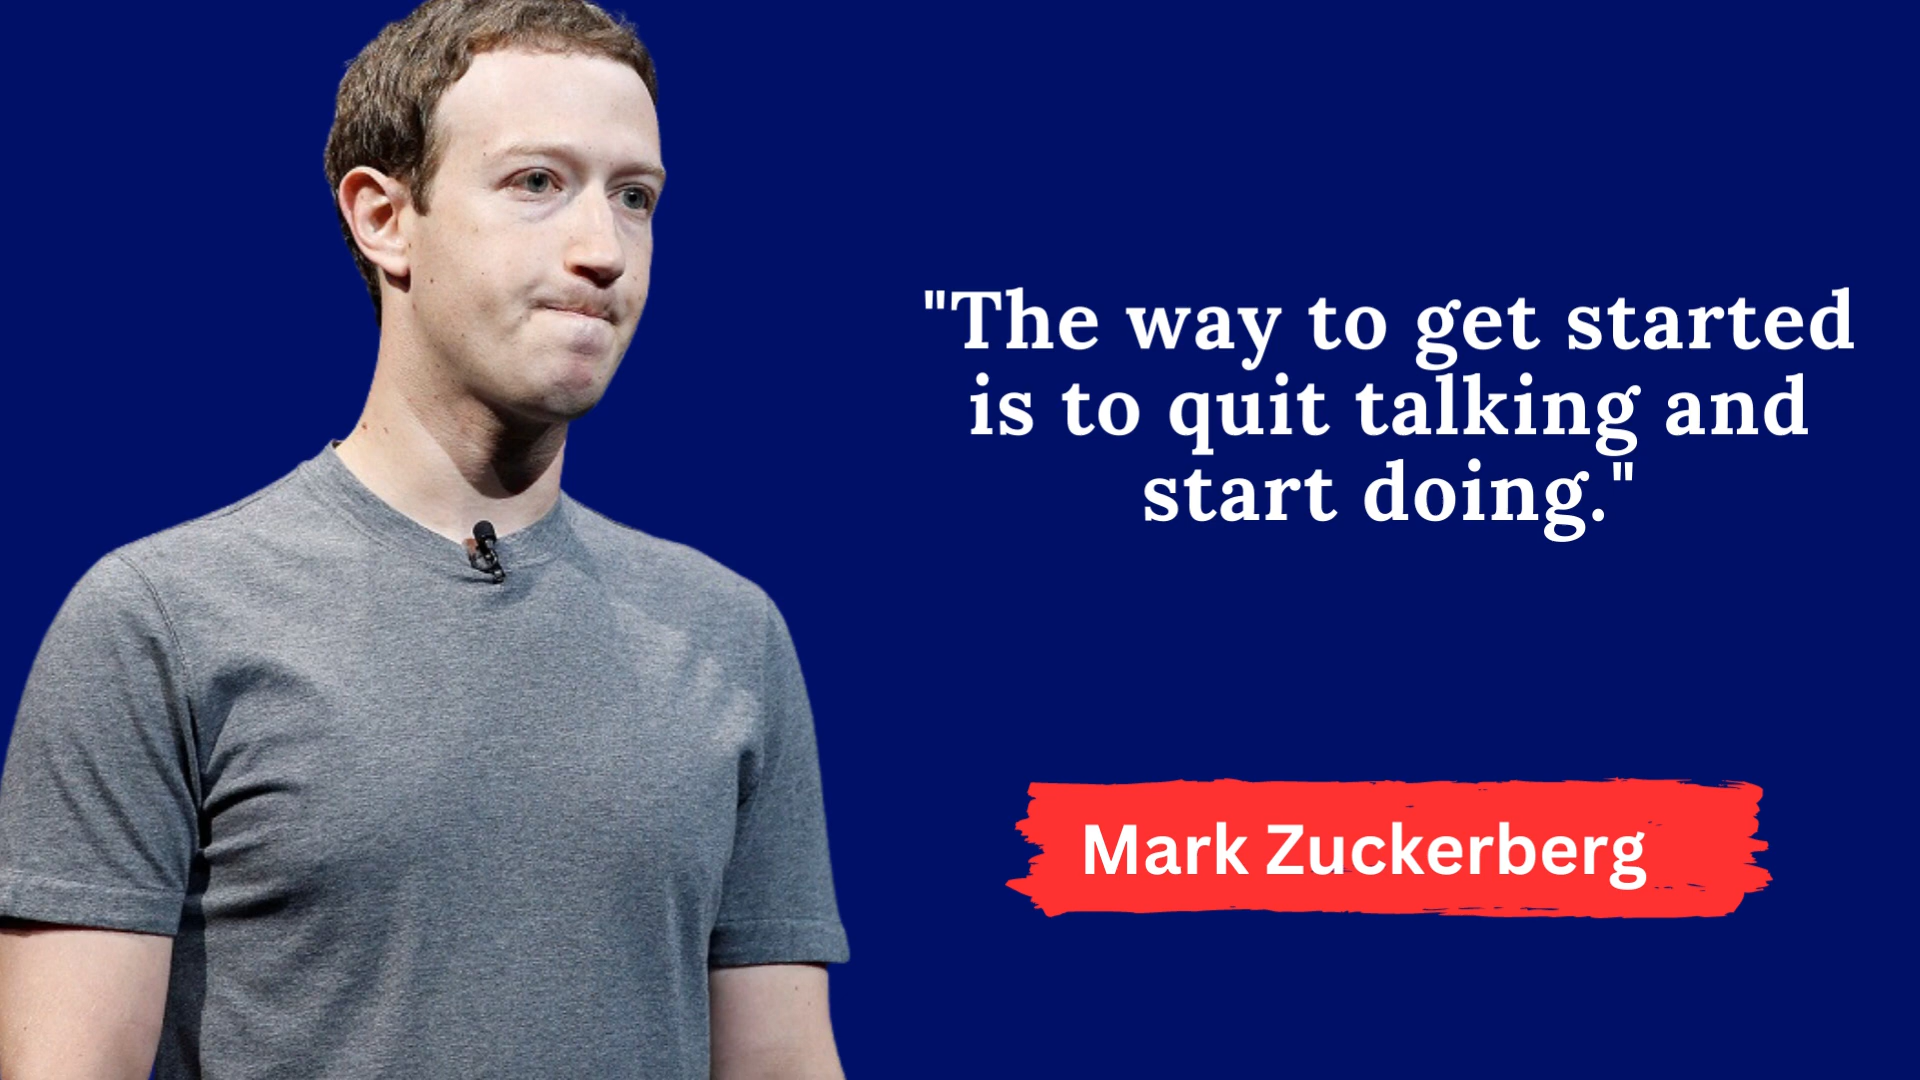 "The way to get started
is to quit talking and
start doing."
Mark Zuckerberg